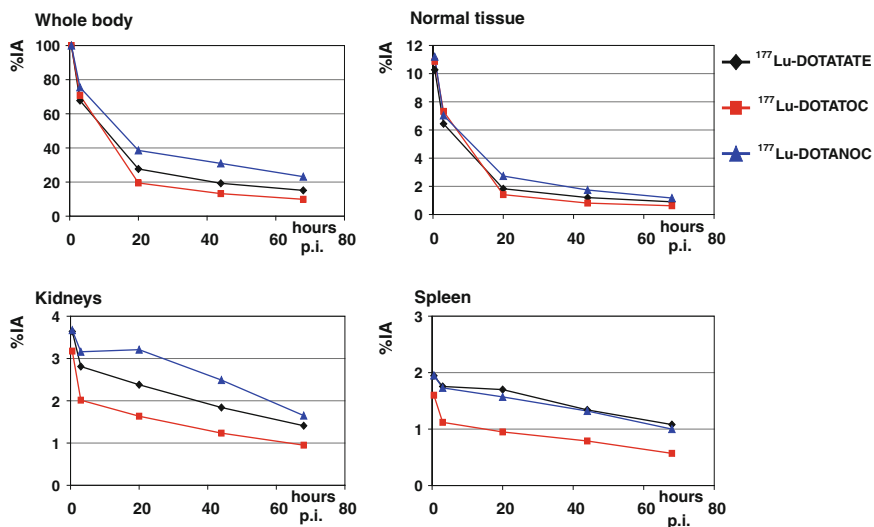 Whole body
%IA
100
80
60
40
20
0
0 20 40 60 80
hours
p.i.
Normal tissue
%IA
12
10
8
6
4
2
0
0 20 40 60 80
hours
p.i.
¹⁷⁷Lu-DOTATATE
¹⁷⁷Lu-DOTATOC
¹⁷⁷Lu-DOTANOC
Kidneys
%IA
4
3
2
1
0
0 20 40 60 80
hours
p.i.
Spleen
%IA
3
2
1
0
0 20 40 60 80
hours
p.i.